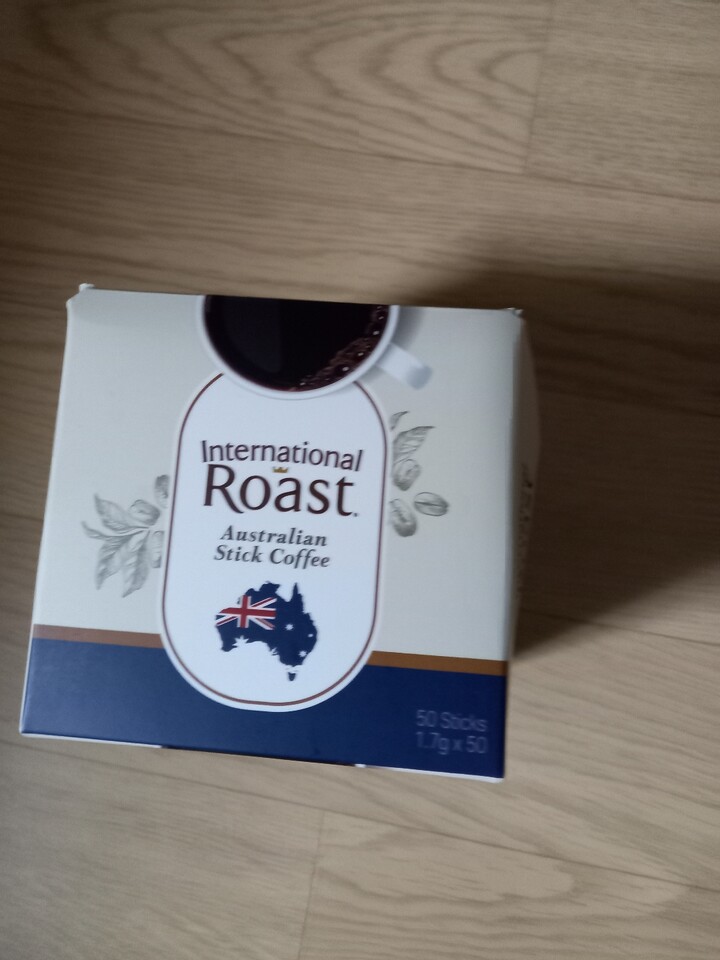 International
Roast.
Australian
Stick Coffee
50 Sticks
1.7g x 50